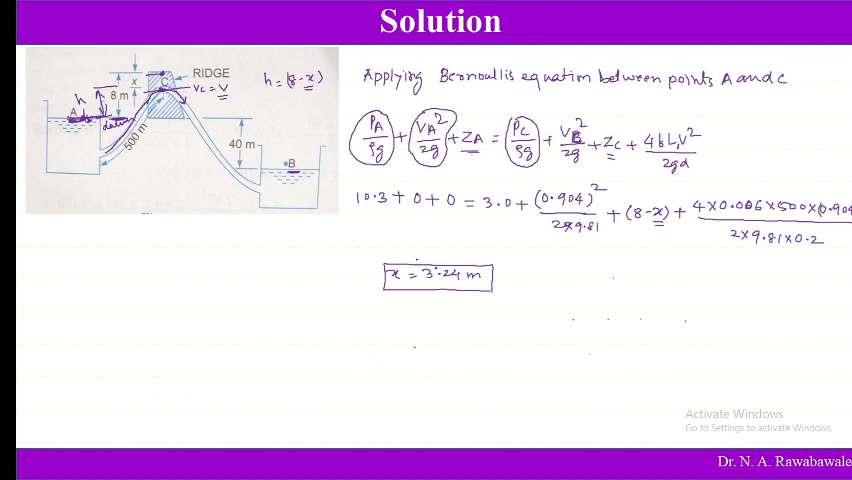 Solution
RIDGE
C
x
h
8 m
Vc = V
h = (8-x)
A
datum
500 m
40 m
B
Applying Bernoullis equation between points A and C
PA/ρg + VA²/2g + ZA = Pc/ρg + Vc²/2g + Zc + 4fL₁V²/2gd
10.3 + 0 + 0 = 3.0 + (0.904)²/2×9.81 + (8-x) + 4×0.006×500×(0.904/2×9.81×0.2
x = 3.24 m
Activate Windows
Go to Settings to activate Windows.
Dr. N. A. Rawabawale